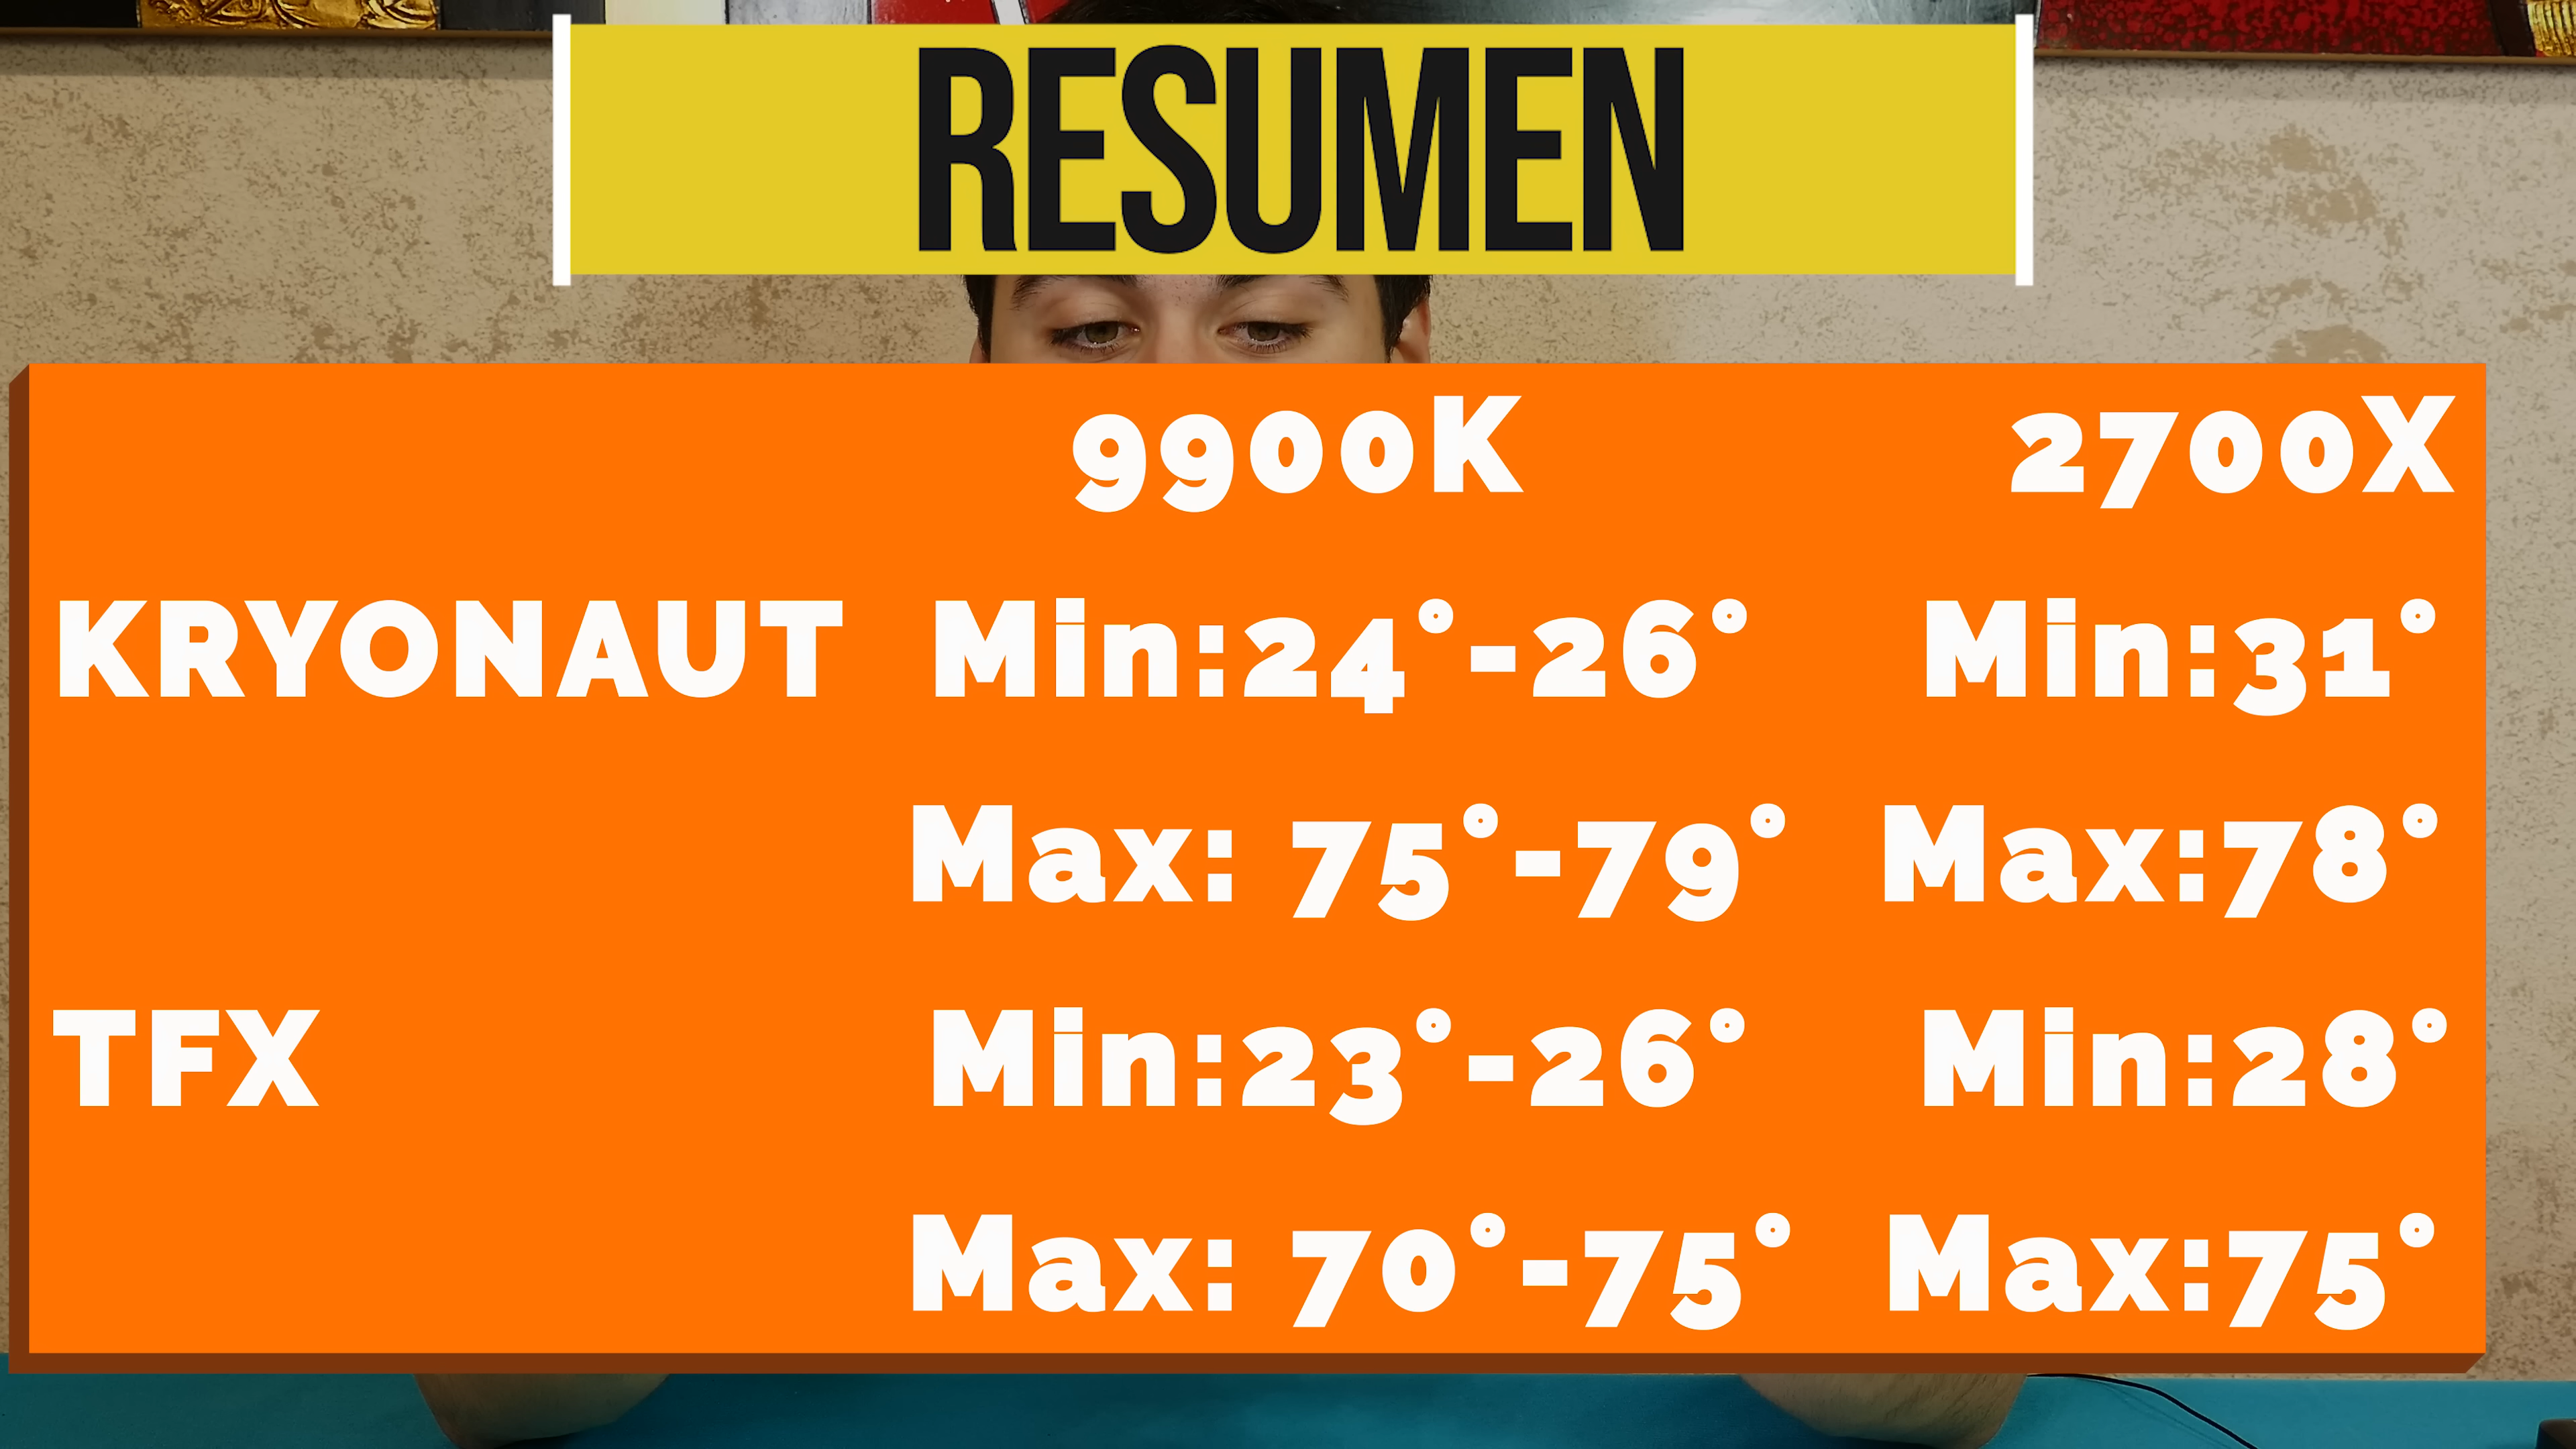 RESUMEN
9900K 2700X
KRYONAUT Min:24°-26° Min:31°
Max: 75°-79° Max:78°
TFX Min:23°-26° Min:28°
Max: 70°-75° Max:75°